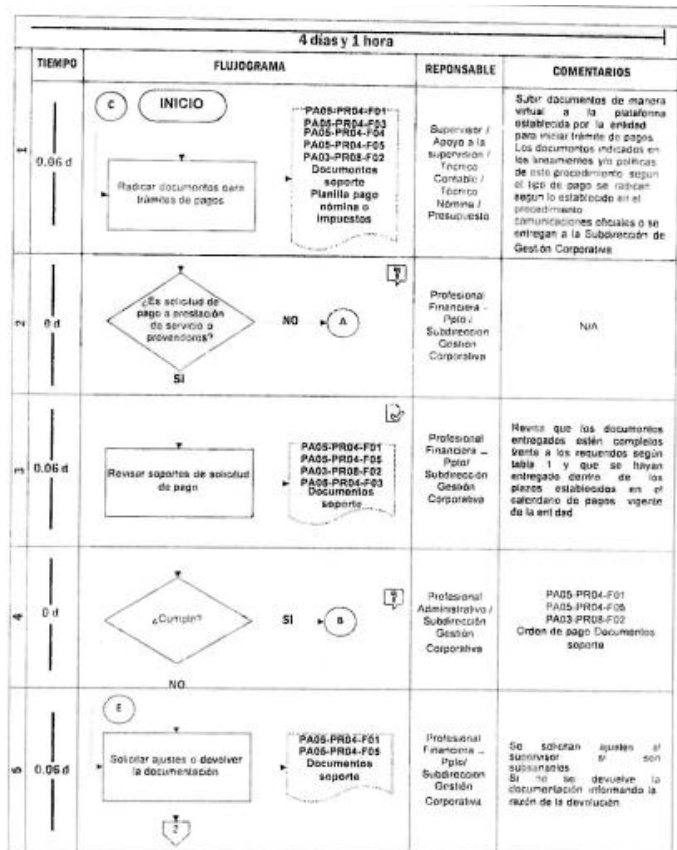 4 días y 1 hora
TIEMPO
FLUJOGRAMA
REPONSABLE
COMENTARIOS
1
0.06 d
C
INICIO
Radicar documentos para
trámites de pagos
PA05-PR04-F01
PA05-PR04-F03
PA05-PR04-F04
PA05-PR04-F05
PA03-PR08-F02
Documentos
soporte
Planilla pago
nómina o
impuestos
Supervisor /
Apoyo a la
supervisión /
Técnico
Contable /
Técnico
Nómina /
Presupuesto
Subir documentos de manera
virtual a la plataforma
establecida por la entidad
para iniciar trámite de pagos
Los documentos indicados en
los lineamientos y/o políticas
de este procedimiento según
el tipo de pago se radican
según lo establecido en el
procedimiento
comunicaciones oficiales o se
entregan a la Subdirección de
Gestión Corporativa
2
0 d
¿Es solicitud de
pago a prestación
de servicio o
proveedores?
NO
A
SI
Profesional
Financiera -
Ppto /
Subdirección
Gestión
Corporativa
N/A
3
0.06 d
Revisar soportes de solicitud
de pago
PA05-PR04-F01
PA05-PR04-F05
PA03-PR08-F02
PA05-PR04-F03
Documentos
soporte
Profesional
Financiera –
Ppto/
Subdirección
Gestión
Corporativa
Revisa que los documentos
entregados estén completos
frente a los requeridos según
tabla 1 y que se hayan
entregado dentro de los
plazos establecidos en el
calendario de pagos vigente
de la entidad
4
0 d
¿Cumple?
SI
B
NO
Profesional
Administrativo /
Subdirección
Gestión
Corporativa
PA05-PR04-F01
PA05-PR04-F05
PA03-PR08-F02
Orden de pago Documentos
soporte
5
0.06 d
E
Solicitar ajustes o devolver
la documentación
2
PA05-PR04-F01
PA05-PR04-F05
Documentos
soporte
Profesional
Financiera –
Ppto/
Subdirección
Gestión
Corporativa
Se solicitan ajustes al
supervisor si son
subsanables
Si no se devuelve la
documentación informando la
razón de la devolución.